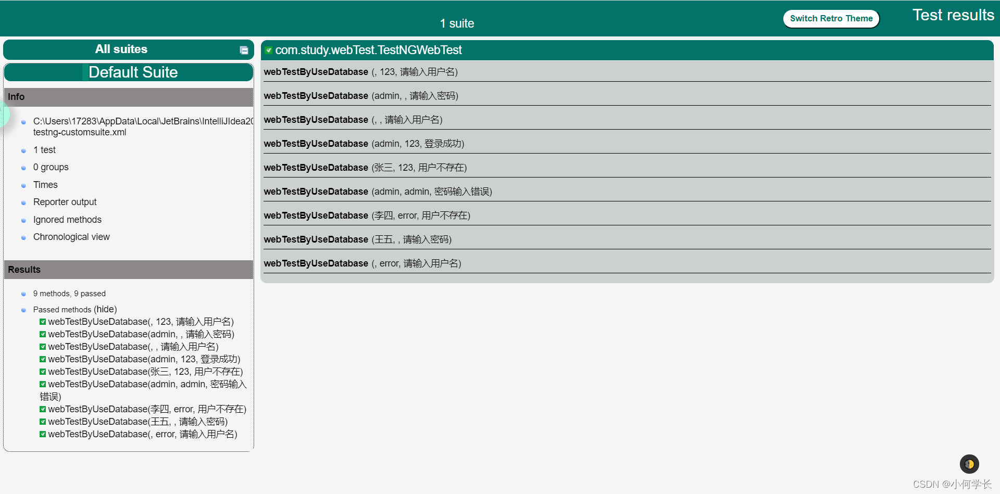 1 suite
Switch Retro Theme
Test results
All suites
Default Suite
Info
C:\Users\17283\AppData\Local\JetBrains\IntelliJIdea20
testng-customsuite.xml
1 test
0 groups
Times
Reporter output
Ignored methods
Chronological view
Results
9 methods, 9 passed
Passed methods (hide)
webTestByUseDatabase(, 123, 请输入用户名)
webTestByUseDatabase(admin, , 请输入密码)
webTestByUseDatabase(, , 请输入用户名)
webTestByUseDatabase(admin, 123, 登录成功)
webTestByUseDatabase(张三, 123, 用户不存在)
webTestByUseDatabase(admin, admin, 密码输入
错误)
webTestByUseDatabase(李四, error, 用户不存在)
webTestByUseDatabase(王五, , 请输入密码)
webTestByUseDatabase(, error, 请输入用户名)
com.study.webTest.TestNGWebTest
webTestByUseDatabase (, 123, 请输入用户名)
webTestByUseDatabase (admin, , 请输入密码)
webTestByUseDatabase (, , 请输入用户名)
webTestByUseDatabase (admin, 123, 登录成功)
webTestByUseDatabase (张三, 123, 用户不存在)
webTestByUseDatabase (admin, admin, 密码输入错误)
webTestByUseDatabase (李四, error, 用户不存在)
webTestByUseDatabase (王五, , 请输入密码)
webTestByUseDatabase (, error, 请输入用户名)
CSDN @小何学长